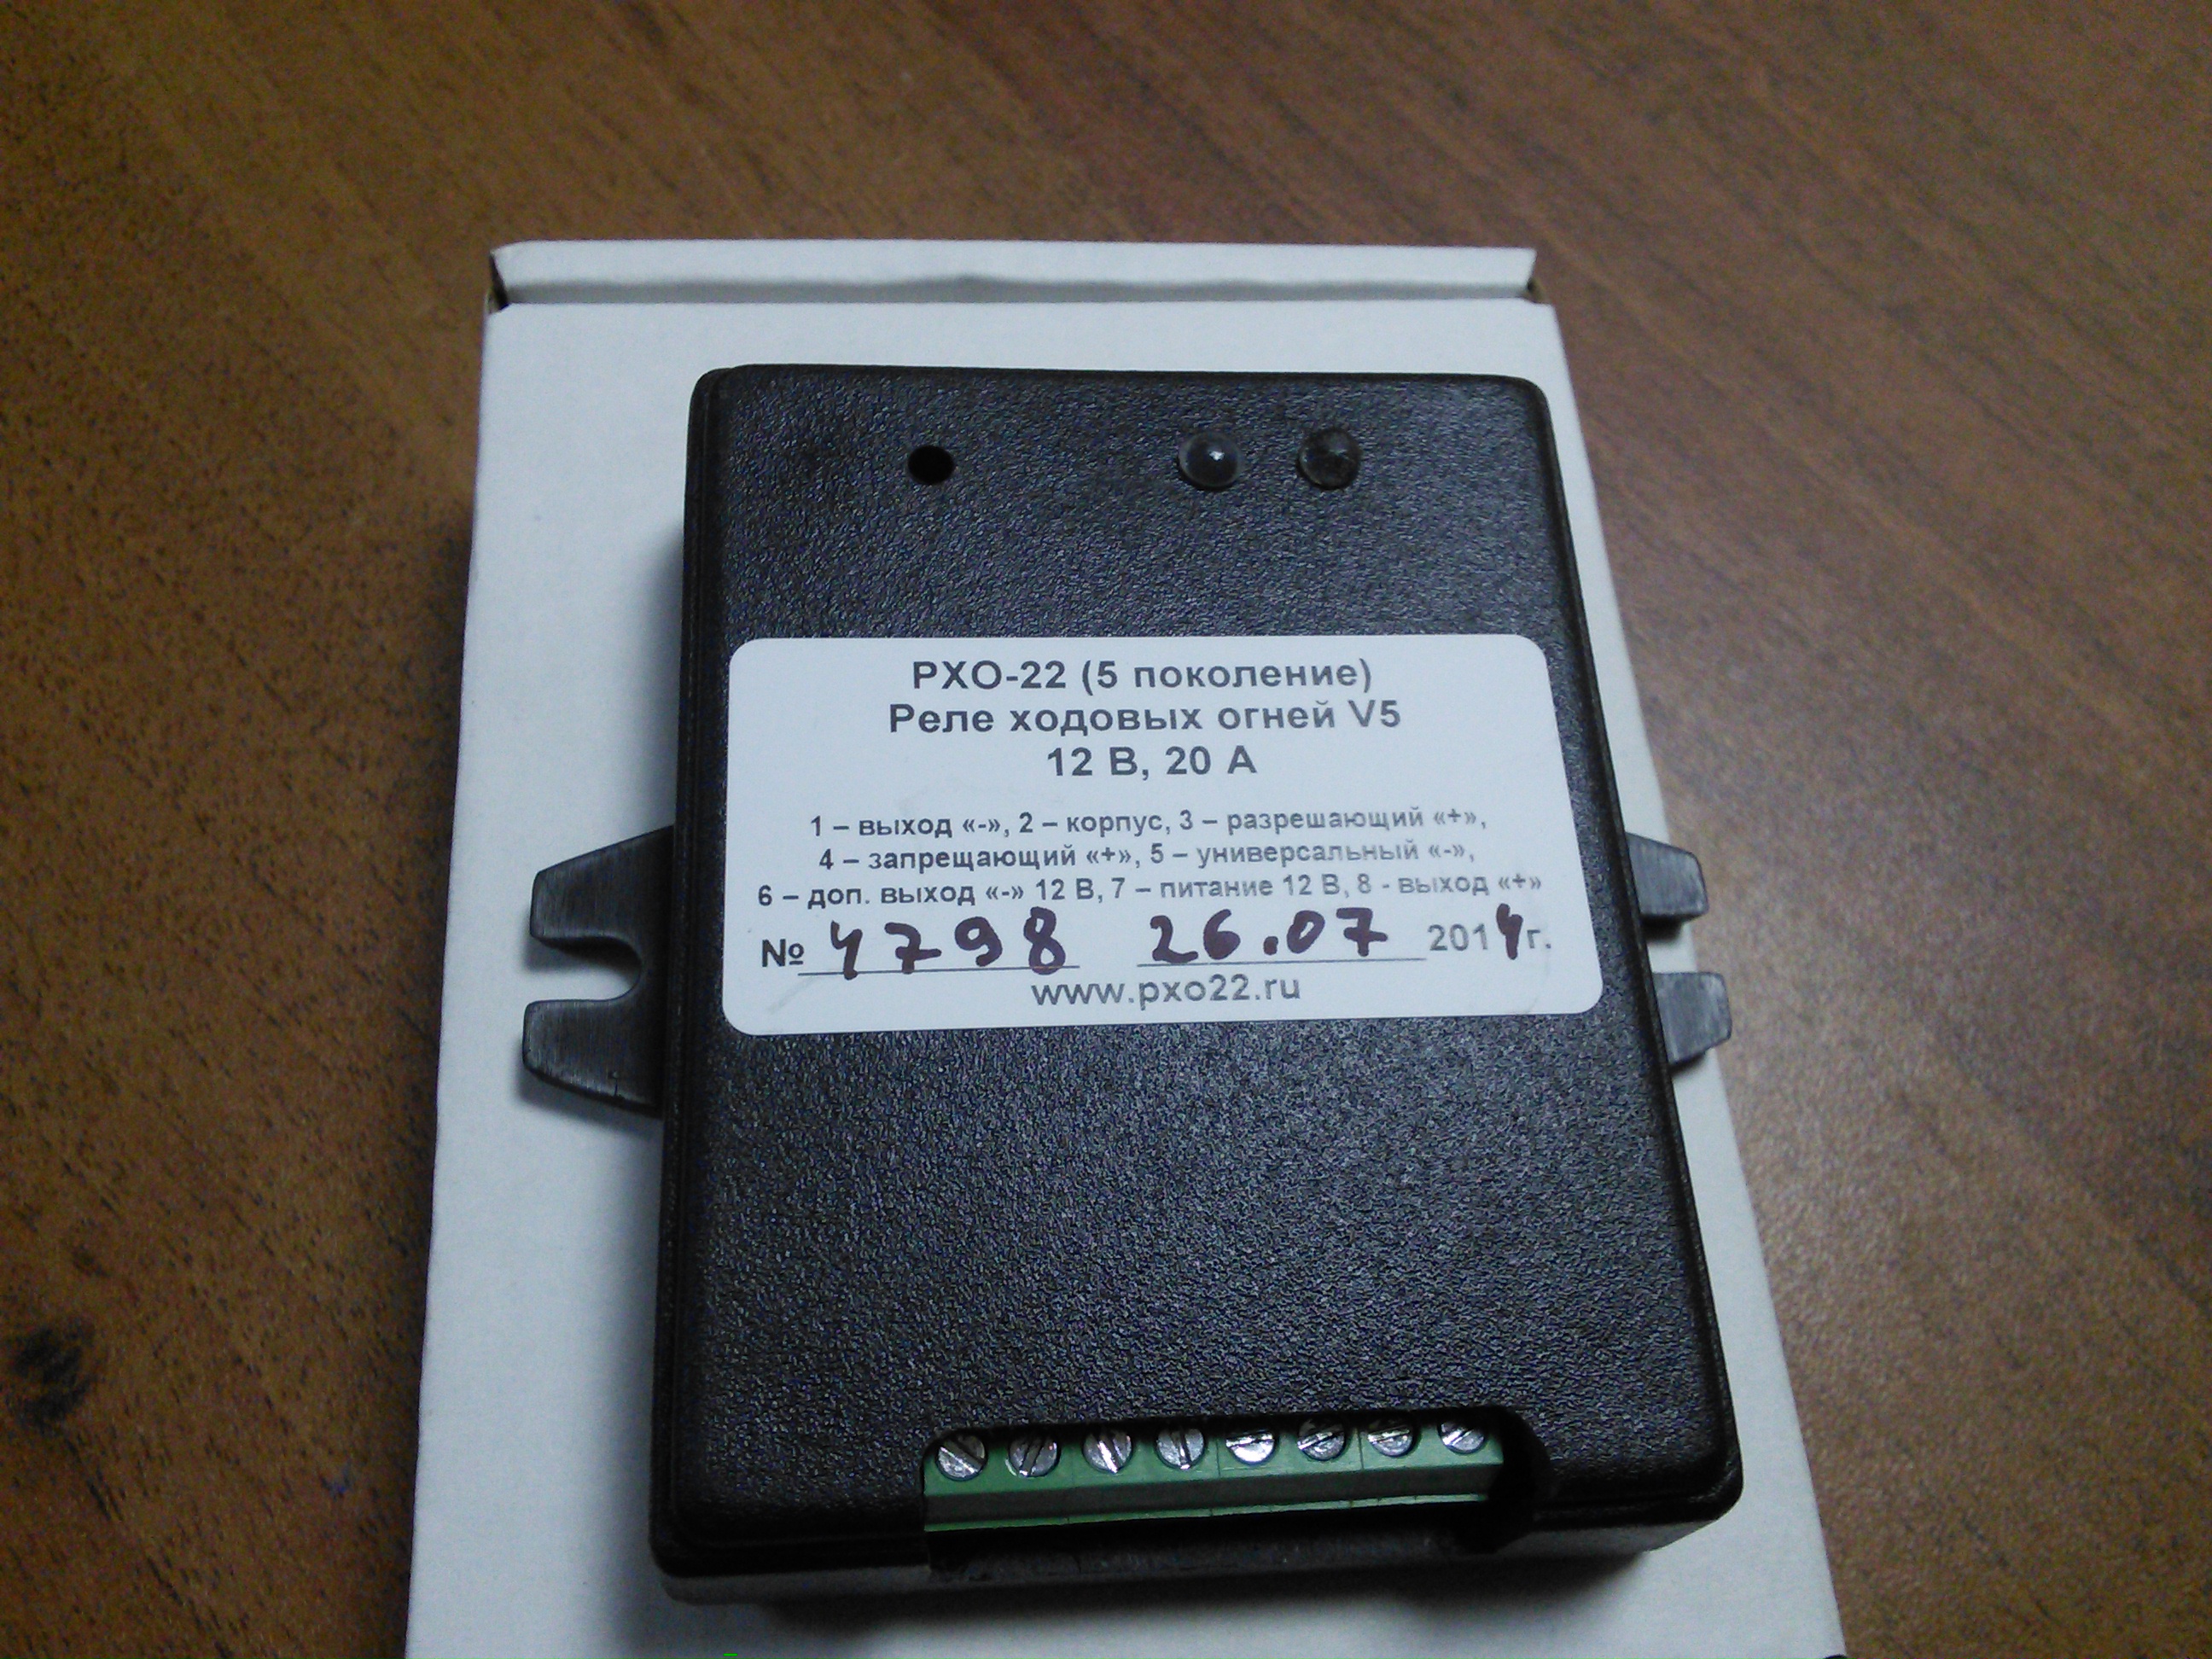 РХО-22 (5 поколение)
Реле ходовых огней V5
12 В, 20 А
1 – выход «-», 2 – корпус, 3 – разрешающий «+»,
4 – запрещающий «+», 5 – универсальный «-»,
6 – доп. выход «-» 12 В, 7 – питание 12 В, 8 - выход «+»
№ 4798 26.07 2014г.
www.pxo22.ru